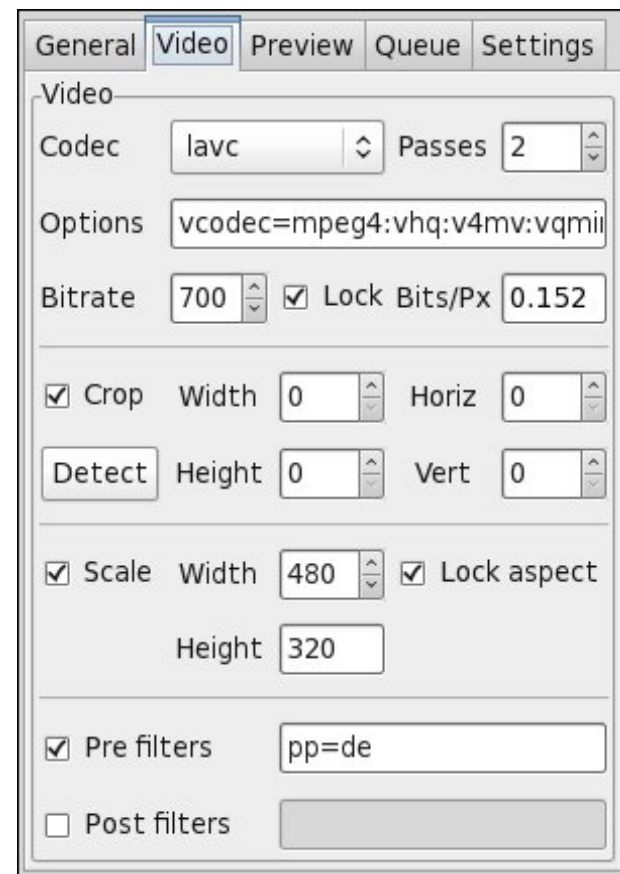 General Video Preview Queue Settings
Video
Codec lavc Passes 2
Options vcodec=mpeg4:vhq:v4mv:vqmin
Bitrate 700 Lock Bits/Px 0.152
Crop Width 0 Horiz 0
Detect Height 0 Vert 0
Scale Width 480 Lock aspect
Height 320
Pre filters pp=de
Post filters